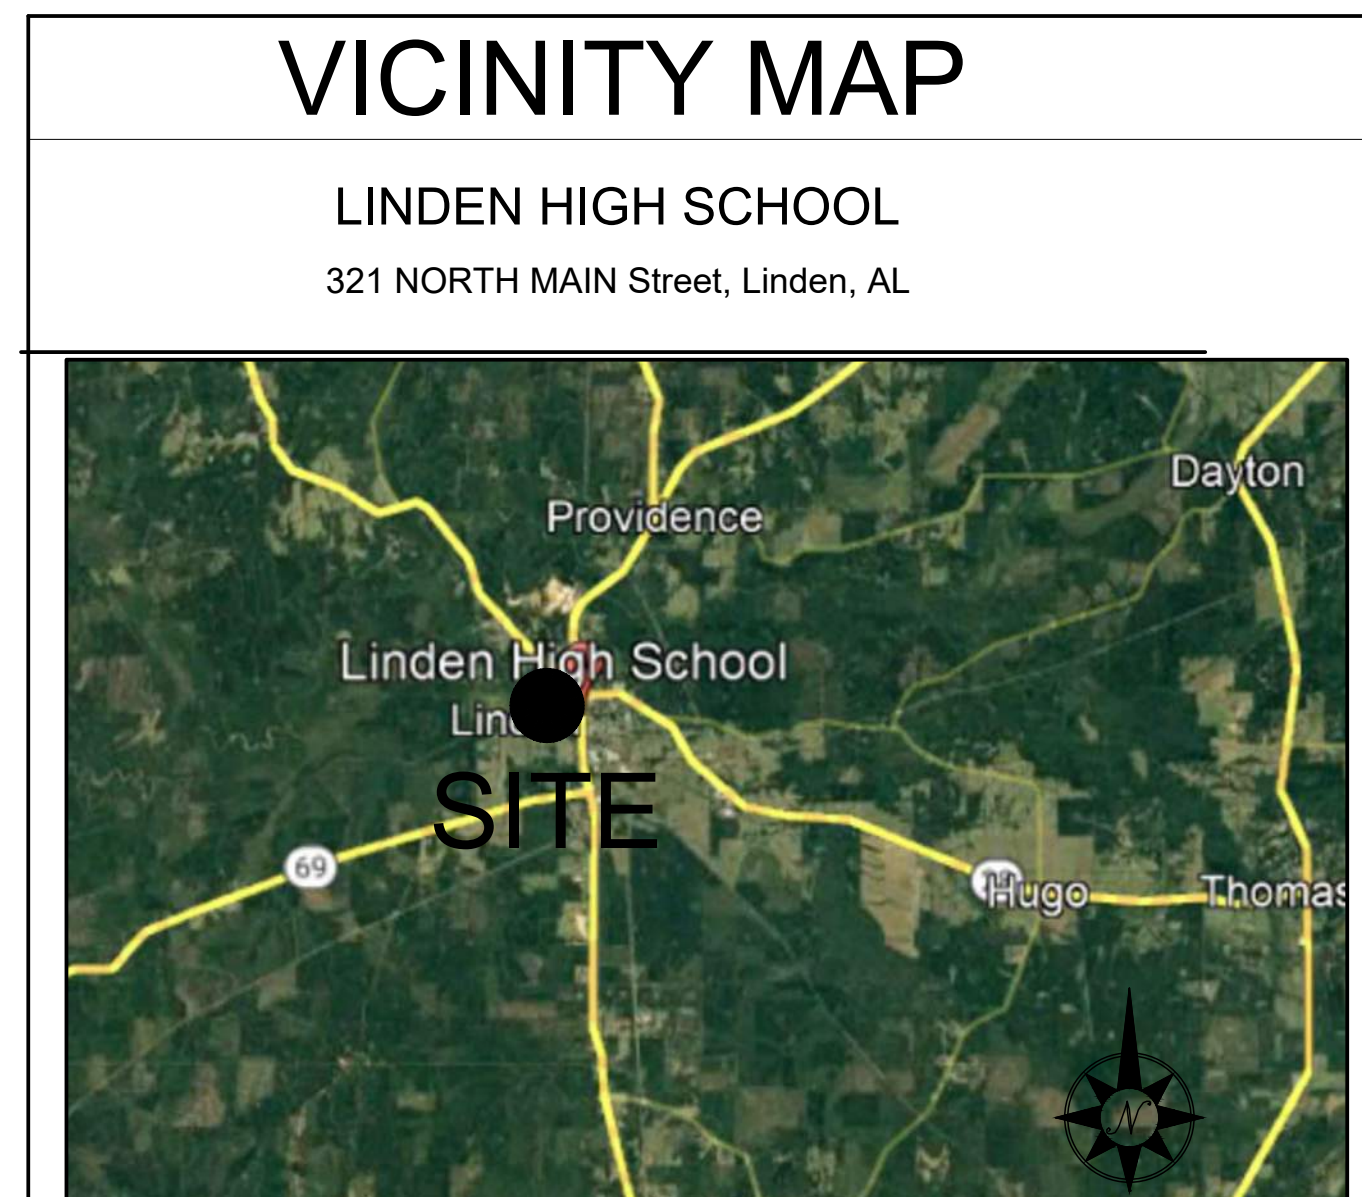 VICINITY MAP
LINDEN HIGH SCHOOL
321 NORTH MAIN Street, Linden, AL
Dayton
Providence
Linden High School
SITE
69
Hugo
Thomas
N